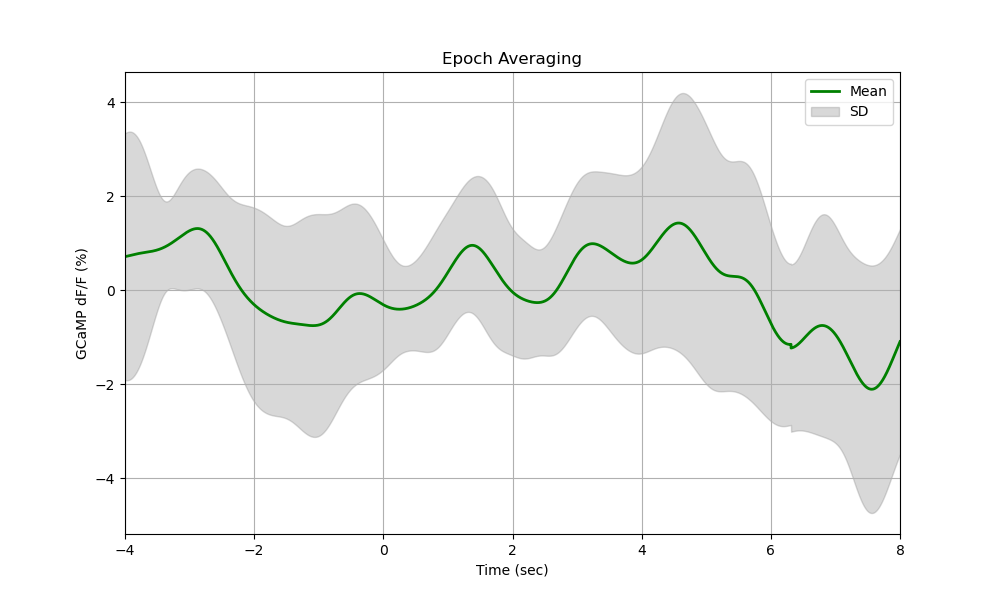 Epoch Averaging
Mean
SD
GCaMP dF/F (%)
4
2
0
−2
−4
−4 −2 0 2 4 6 8
Time (sec)